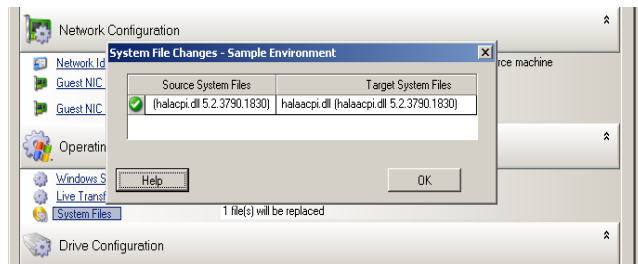 Network Configuration
System File Changes - Sample Environment
Network Id
rce machine
Guest NIC
Guest NIC
Source System Files Target System Files
(halacpi.dll 5.2.3790.1830) halaacpi.dll (halaacpi.dll 5.2.3790.1830)
Operatin
Help OK
Windows S
Live Transf
System Files 1 file(s) will be replaced
Drive Configuration